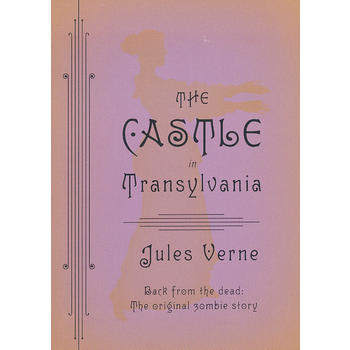 THE
CASTLE
in
Transylvania
Jules Verne
Back from the dead:
The original zombie story